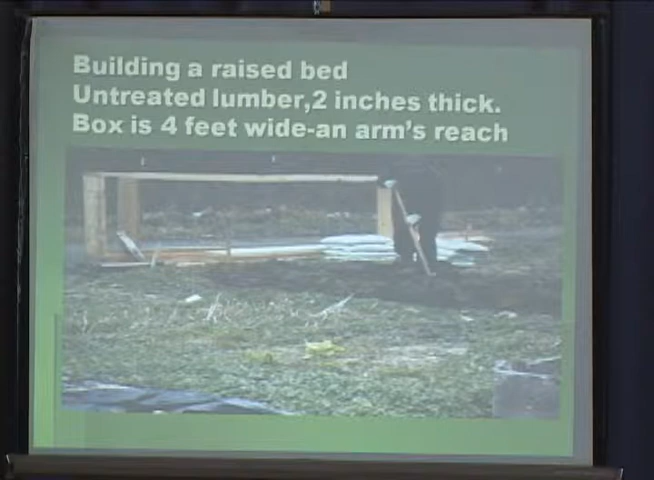 Building a raised bed
Untreated lumber,2 inches thick.
Box is 4 feet wide-an arm's reach